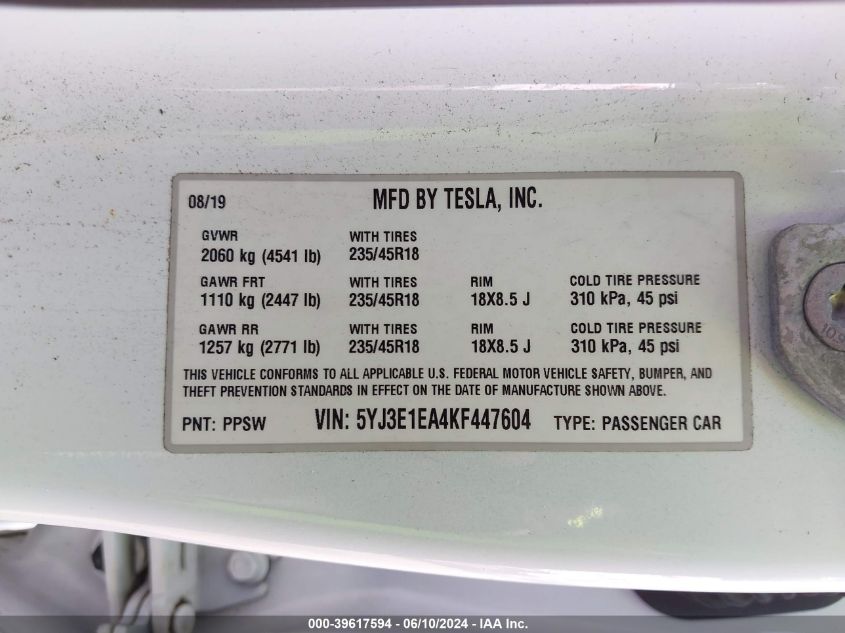 08/19 MFD BY TESLA, INC.
GVWR WITH TIRES
2060 kg (4541 lb) 235/45R18
GAWR FRT WITH TIRES RIM COLD TIRE PRESSURE
1110 kg (2447 lb) 235/45R18 18X8.5 J 310 kPa, 45 psi
GAWR RR WITH TIRES RIM COLD TIRE PRESSURE
1257 kg (2771 lb) 235/45R18 18X8.5 J 310 kPa, 45 psi
THIS VEHICLE CONFORMS TO ALL APPLICABLE U.S. FEDERAL MOTOR VEHICLE SAFETY, BUMPER, AND
THEFT PREVENTION STANDARDS IN EFFECT ON THE DATE OF MANUFACTURE SHOWN ABOVE.
PNT: PPSW VIN: 5YJ3E1EA4KF447604 TYPE: PASSENGER CAR
000-39617594 - 06/10/2024 - IAA Inc.